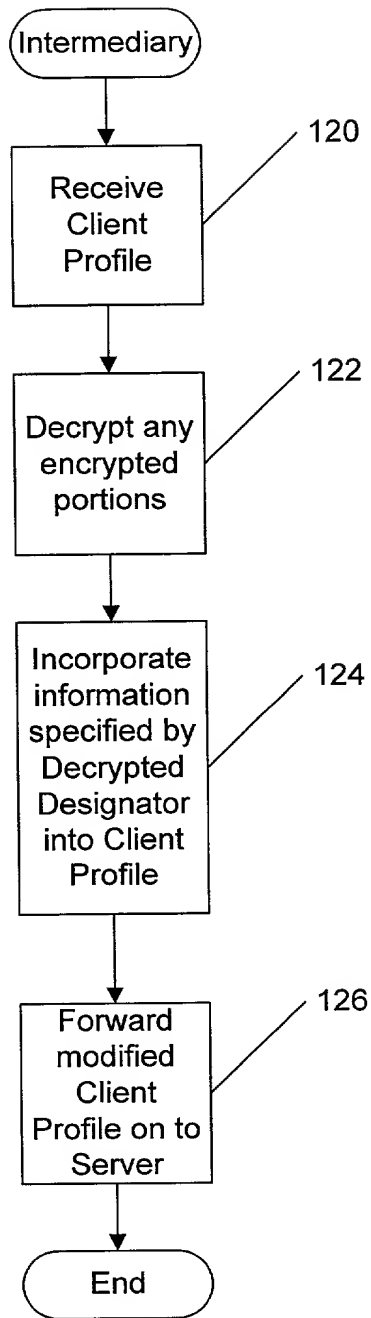 Intermediary
120
Receive
Client
Profile
122
Decrypt any
encrypted
portions
124
Incorporate
information
specified by
Decrypted
Designator
into Client
Profile
126
Forward
modified
Client
Profile on to
Server
End